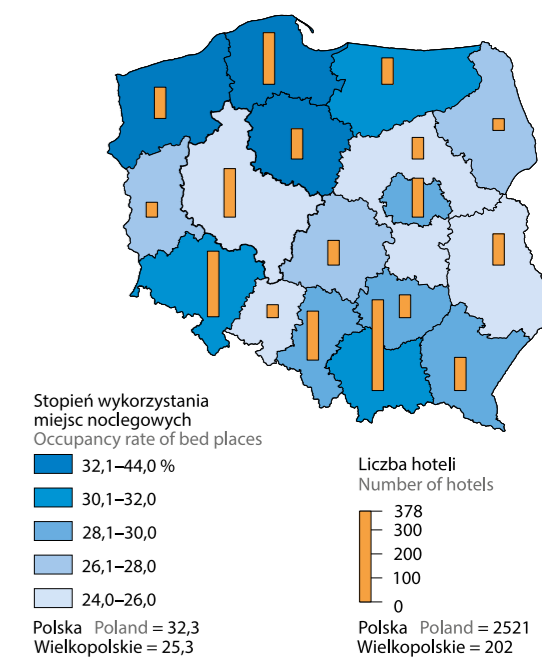 Stopień wykorzystania
miejsc noclegowych
Occupancy rate of bed places
32,1–44,0 %
30,1–32,0
28,1–30,0
26,1–28,0
24,0–26,0
Polska Poland = 32,3
Wielkopolskie = 25,3
Liczba hoteli
Number of hotels
378
300
200
100
0
Polska Poland = 2521
Wielkopolskie = 202